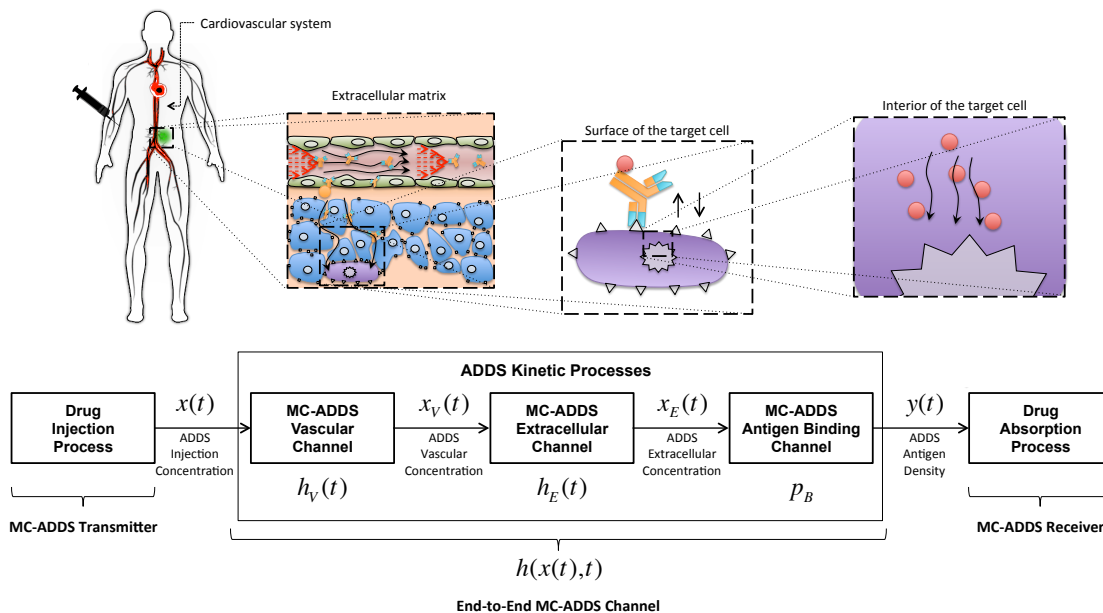 Cardiovascular system
Extracellular matrix
Surface of the target cell
Interior of the target cell
ADDS Kinetic Processes
Drug
Injection
Process
x(t)
ADDS
Injection
Concentration
MC-ADDS
Vascular
Channel
h_V(t)
x_V(t)
ADDS
Vascular
Concentration
MC-ADDS
Extracellular
Channel
h_E(t)
x_E(t)
ADDS
Extracellular
Concentration
MC-ADDS
Antigen Binding
Channel
p_B
y(t)
ADDS
Antigen
Density
Drug
Absorption
Process
MC-ADDS Transmitter
MC-ADDS Receiver
h(x(t),t)
End-to-End MC-ADDS Channel